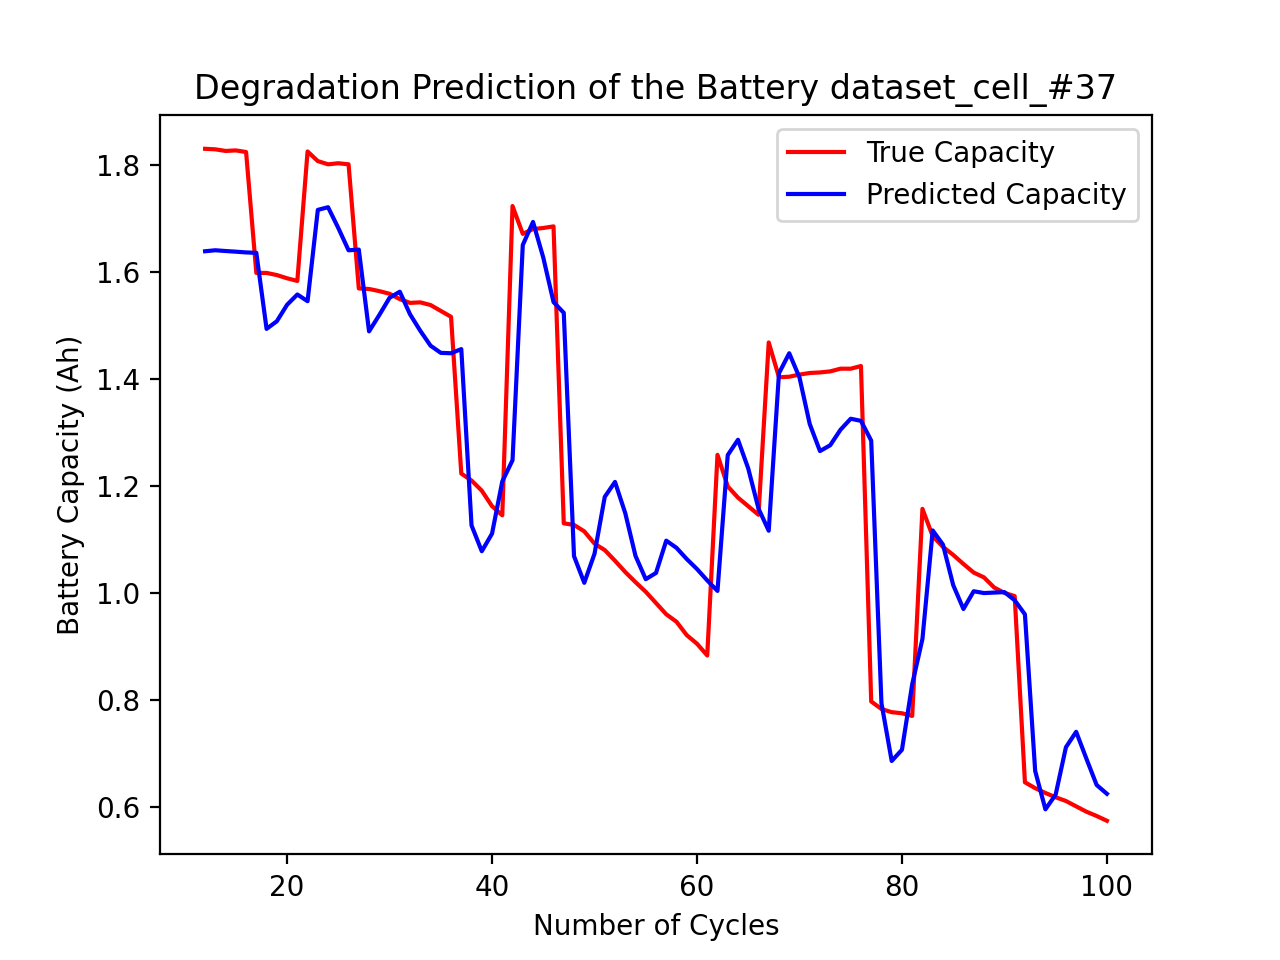 Degradation Prediction of the Battery dataset_cell_#37
True Capacity
Predicted Capacity
Battery Capacity (Ah)
1.8
1.6
1.4
1.2
1.0
0.8
0.6
20 40 60 80 100
Number of Cycles